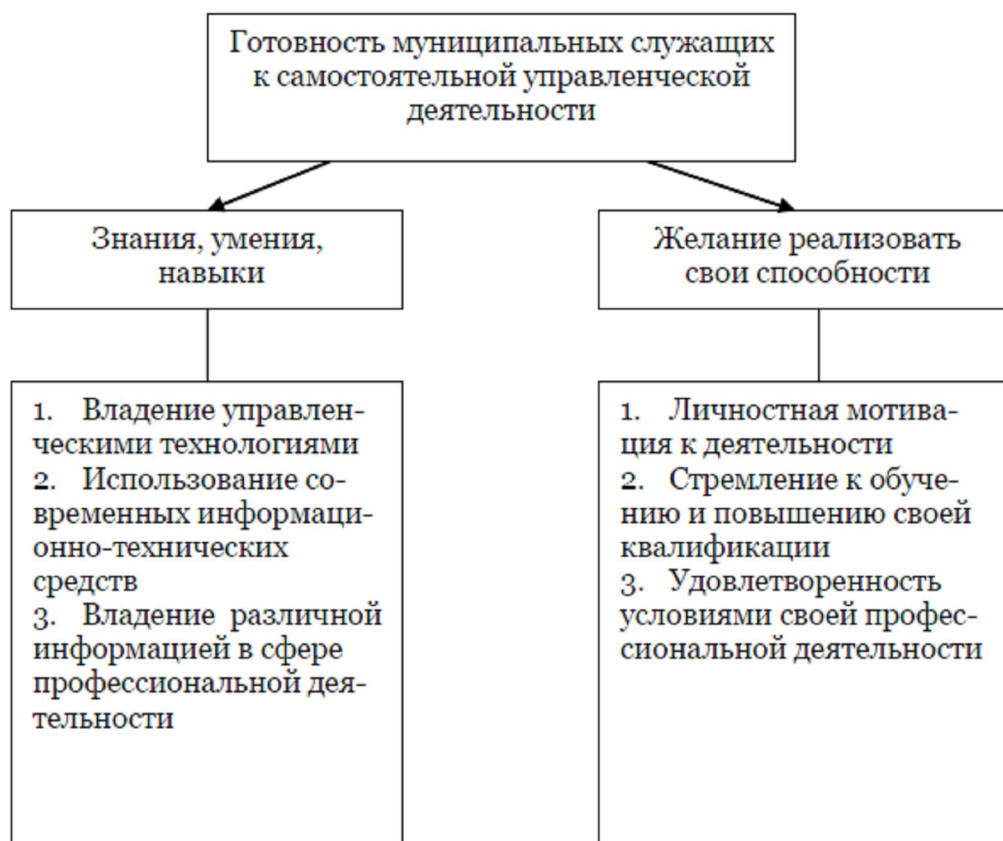 Готовность муниципальных служащих
к самостоятельной управленческой
деятельности
Знания, умения,
навыки
Желание реализовать
свои способности
1. Владение управлен-
ческими технологиями
2. Использование со-
временных информаци-
онно-технических
средств
3. Владение различной
информацией в сфере
профессиональной дея-
тельности
1. Личностная мотива-
ция к деятельности
2. Стремление к обуче-
нию и повышению своей
квалификации
3. Удовлетворенность
условиями своей профес-
сиональной деятельности